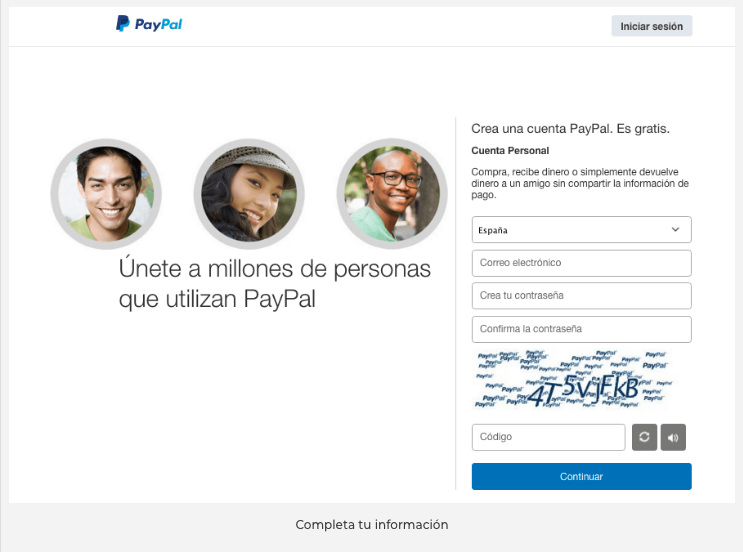 PayPal
Iniciar sesión
Únete a millones de personas
que utilizan PayPal
Crea una cuenta PayPal. Es gratis.
Cuenta Personal
Compra, recibe dinero o simplemente devuelve
dinero a un amigo sin compartir la información de
pago.
España
Correo electrónico
Crea tu contraseña
Confirma la contraseña
Código
Continuar
Completa tu información